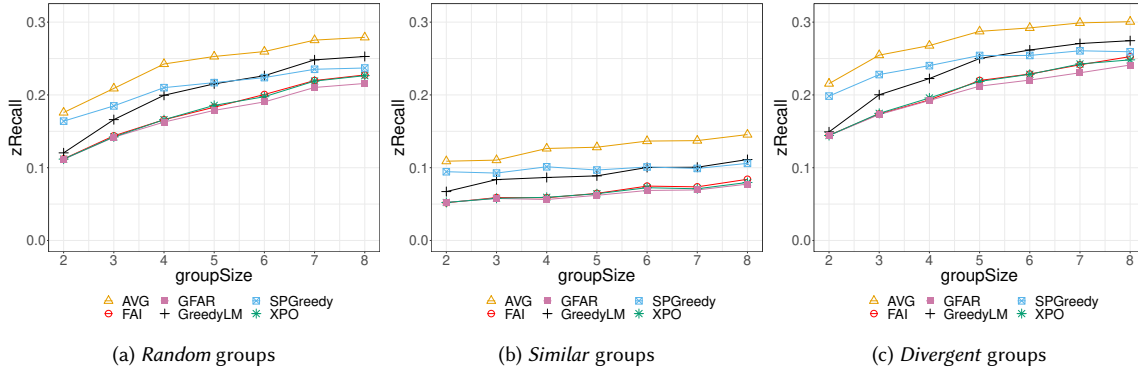 0.3
0.2
0.1
0.0
zRecall
2 3 4 5 6 7 8
groupSize
AVG GFAR SPGreedy
FAI GreedyLM XPO
(a) Random groups
0.3
0.2
0.1
0.0
zRecall
2 3 4 5 6 7 8
groupSize
AVG GFAR SPGreedy
FAI GreedyLM XPO
(b) Similar groups
0.3
0.2
0.1
0.0
zRecall
2 3 4 5 6 7 8
groupSize
AVG GFAR SPGreedy
FAI GreedyLM XPO
(c) Divergent groups